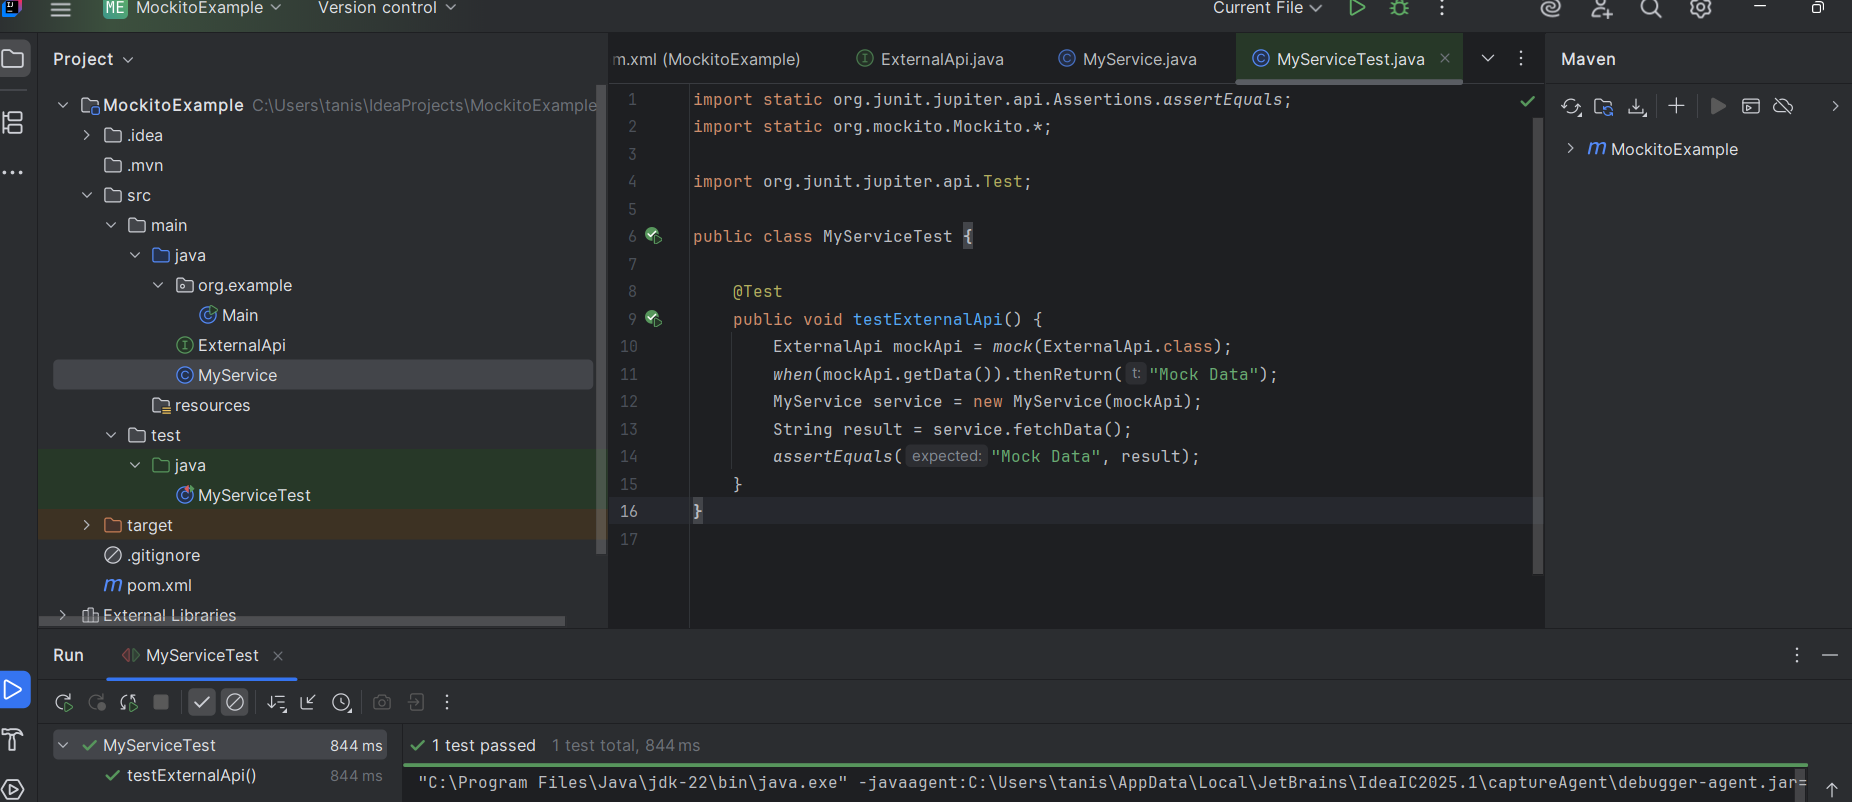 ME MockitoExample Version control Current File
Project
m.xml (MockitoExample) ExternalApi.java MyService.java MyServiceTest.java
Maven
MockitoExample C:\Users\tanis\IdeaProjects\MockitoExample
.idea
.mvn
src
main
java
org.example
Main
ExternalApi
MyService
resources
test
java
MyServiceTest
target
.gitignore
pom.xml
External Libraries
1 import static org.junit.jupiter.api.Assertions.assertEquals;
2 import static org.mockito.Mockito.*;
3
4 import org.junit.jupiter.api.Test;
5
6 public class MyServiceTest {
7
8 @Test
9 public void testExternalApi() {
10 ExternalApi mockApi = mock(ExternalApi.class);
11 when(mockApi.getData()).thenReturn( t: "Mock Data");
12 MyService service = new MyService(mockApi);
13 String result = service.fetchData();
14 assertEquals( expected: "Mock Data", result);
15 }
16 }
17
MockitoExample
Run MyServiceTest
MyServiceTest 844 ms
testExternalApi() 844 ms
1 test passed 1 test total, 844 ms
"C:\Program Files\Java\jdk-22\bin\java.exe" -javaagent:C:\Users\tanis\AppData\Local\JetBrains\IdeaIC2025.1\captureAgent\debugger-agent.jar=